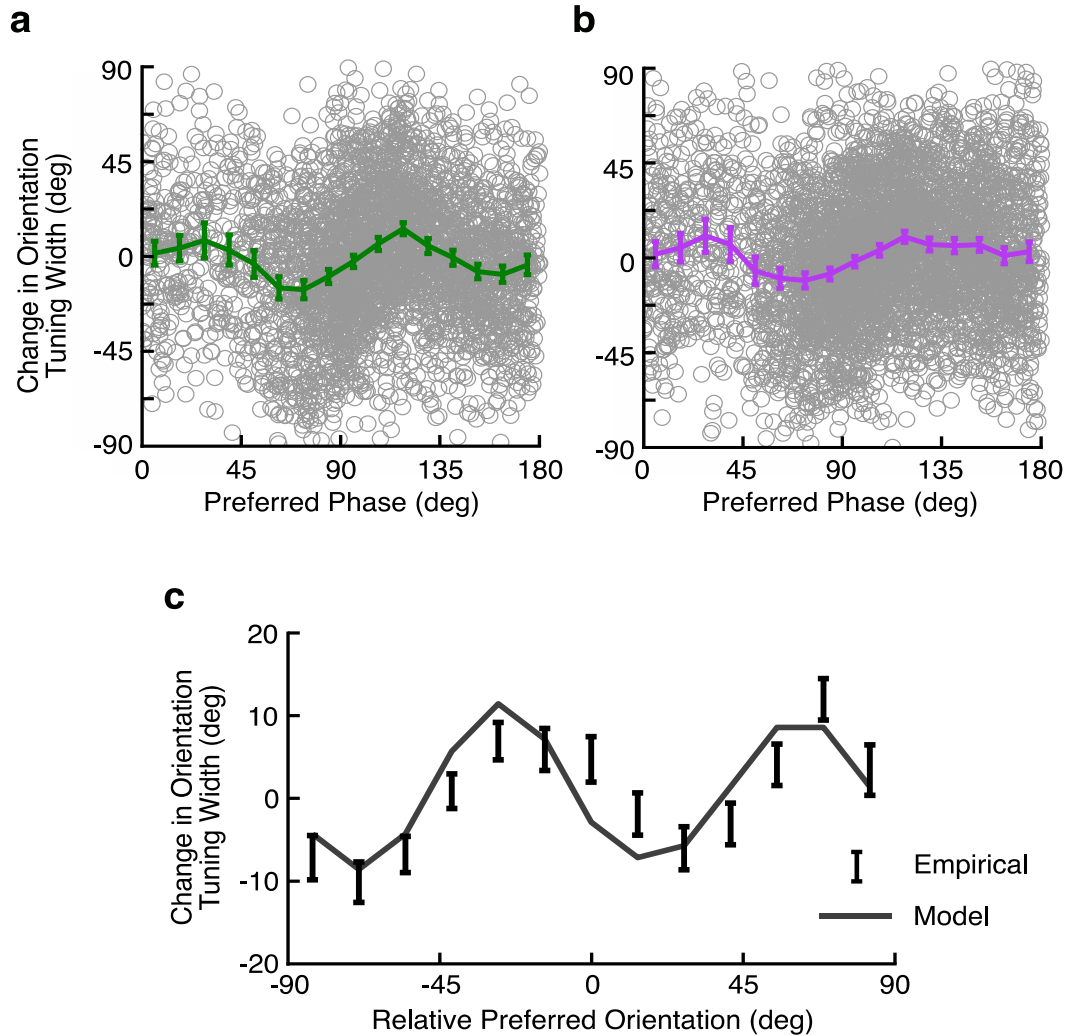 a
b
90
45
0
-45
-90
Change in Orientation
Tuning Width (deg)
0
45
90
135
180
Preferred Phase (deg)
90
45
0
-45
-90
0
45
90
135
180
Preferred Phase (deg)
c
20
10
0
-10
-20
Change in Orientation
Tuning Width (deg)
Empirical
Model
-90
-45
0
45
90
Relative Preferred Orientation (deg)